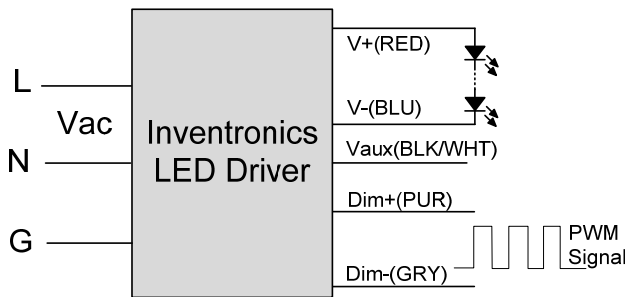 L
Vac
N
G
Inventronics
LED Driver
V+(RED)
V-(BLU)
Vaux(BLK/WHT)
Dim+(PUR)
Dim-(GRY)
PWM
Signal